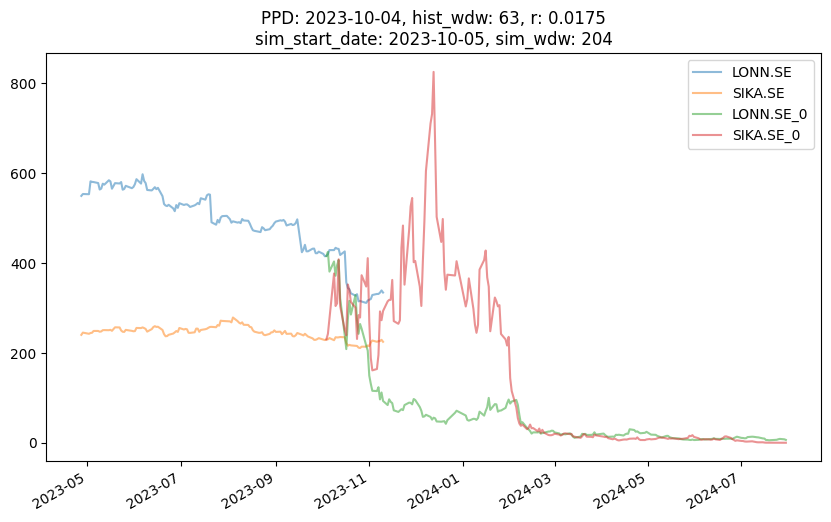 PPD: 2023-10-04, hist_wdw: 63, r: 0.0175
sim_start_date: 2023-10-05, sim_wdw: 204
LONN.SE
SIKA.SE
LONN.SE_0
SIKA.SE_0
800
600
400
200
0
2023-05
2023-07
2023-09
2023-11
2024-01
2024-03
2024-05
2024-07